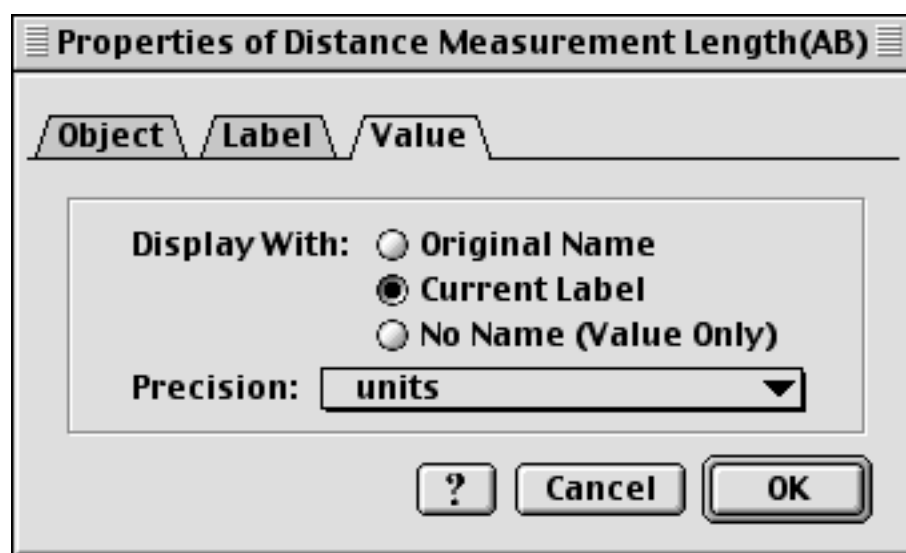 Properties of Distance Measurement Length(AB)
Object Label Value
Display With: Original Name
Current Label
No Name (Value Only)
Precision: units
? Cancel OK